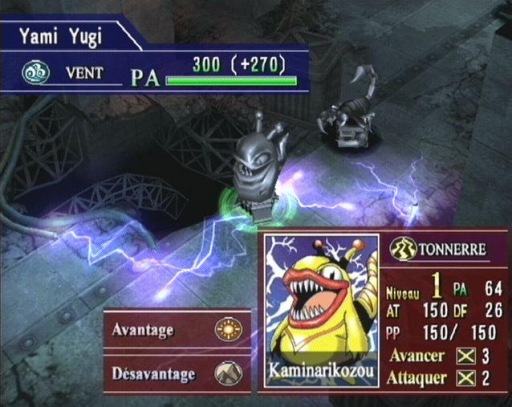 Yami Yugi
VENT
PA 300 (+270)
TONNERRE
Niveau 1 PA 64
AT 150 DF 26
PP 150/ 150
Avancer 3
Attaquer 2
Kaminarikozou
Avantage
Désavantage